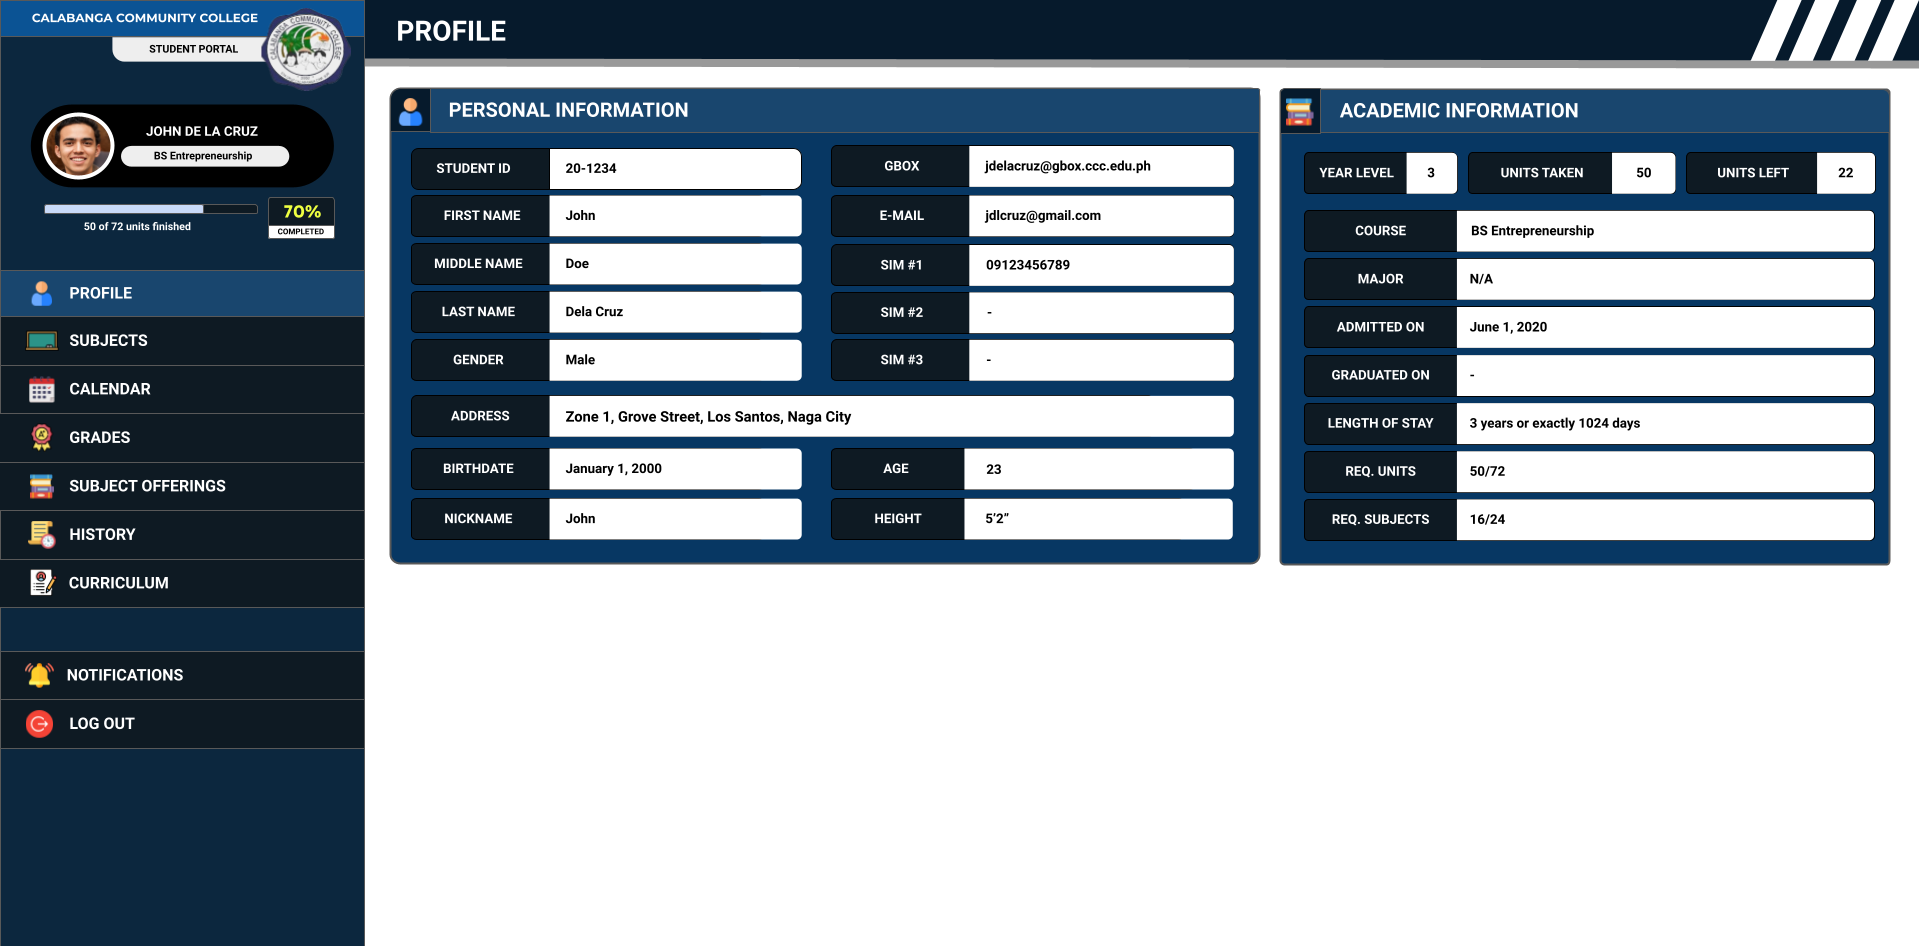 CALABANGA COMMUNITY COLLEGE
STUDENT PORTAL
JOHN DE LA CRUZ
BS Entrepreneurship
50 of 72 units finished
70%
COMPLETED
PROFILE
SUBJECTS
CALENDAR
GRADES
SUBJECT OFFERINGS
HISTORY
CURRICULUM
NOTIFICATIONS
LOG OUT
PROFILE
PERSONAL INFORMATION
STUDENT ID 20-1234
FIRST NAME John
MIDDLE NAME Doe
LAST NAME Dela Cruz
GENDER Male
GBOX jdelacruz@gbox.ccc.edu.ph
E-MAIL jdlcruz@gmail.com
SIM #1 09123456789
SIM #2 -
SIM #3 -
ADDRESS Zone 1, Grove Street, Los Santos, Naga City
BIRTHDATE January 1, 2000
AGE 23
NICKNAME John
HEIGHT 5’2”
ACADEMIC INFORMATION
YEAR LEVEL 3 UNITS TAKEN 50 UNITS LEFT 22
COURSE BS Entrepreneurship
MAJOR N/A
ADMITTED ON June 1, 2020
GRADUATED ON -
LENGTH OF STAY 3 years or exactly 1024 days
REQ. UNITS 50/72
REQ. SUBJECTS 16/24